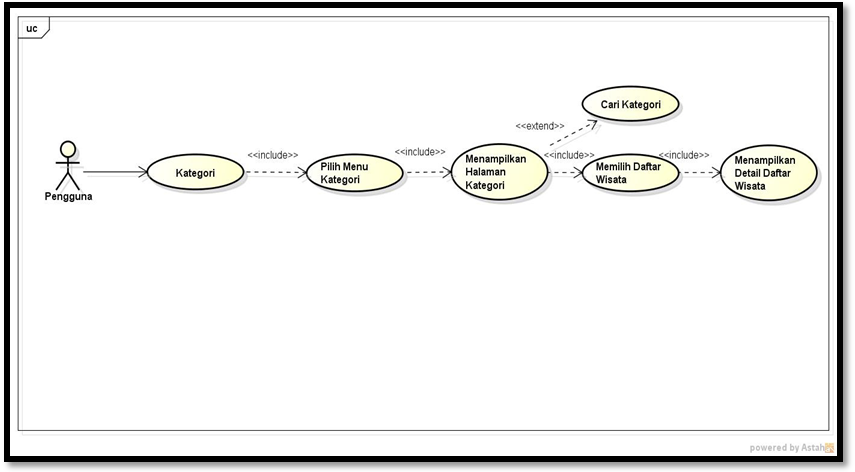 uc
Cari Kategori
<<extend>>
<<include>>
<<include>>
<<include>>
<<include>>
Kategori
Pilih Menu
Kategori
Menampilkan
Halaman
Kategori
Memilih Daftar
Wisata
Menampilkan
Detail Daftar
Wisata
Pengguna
powered by Astah